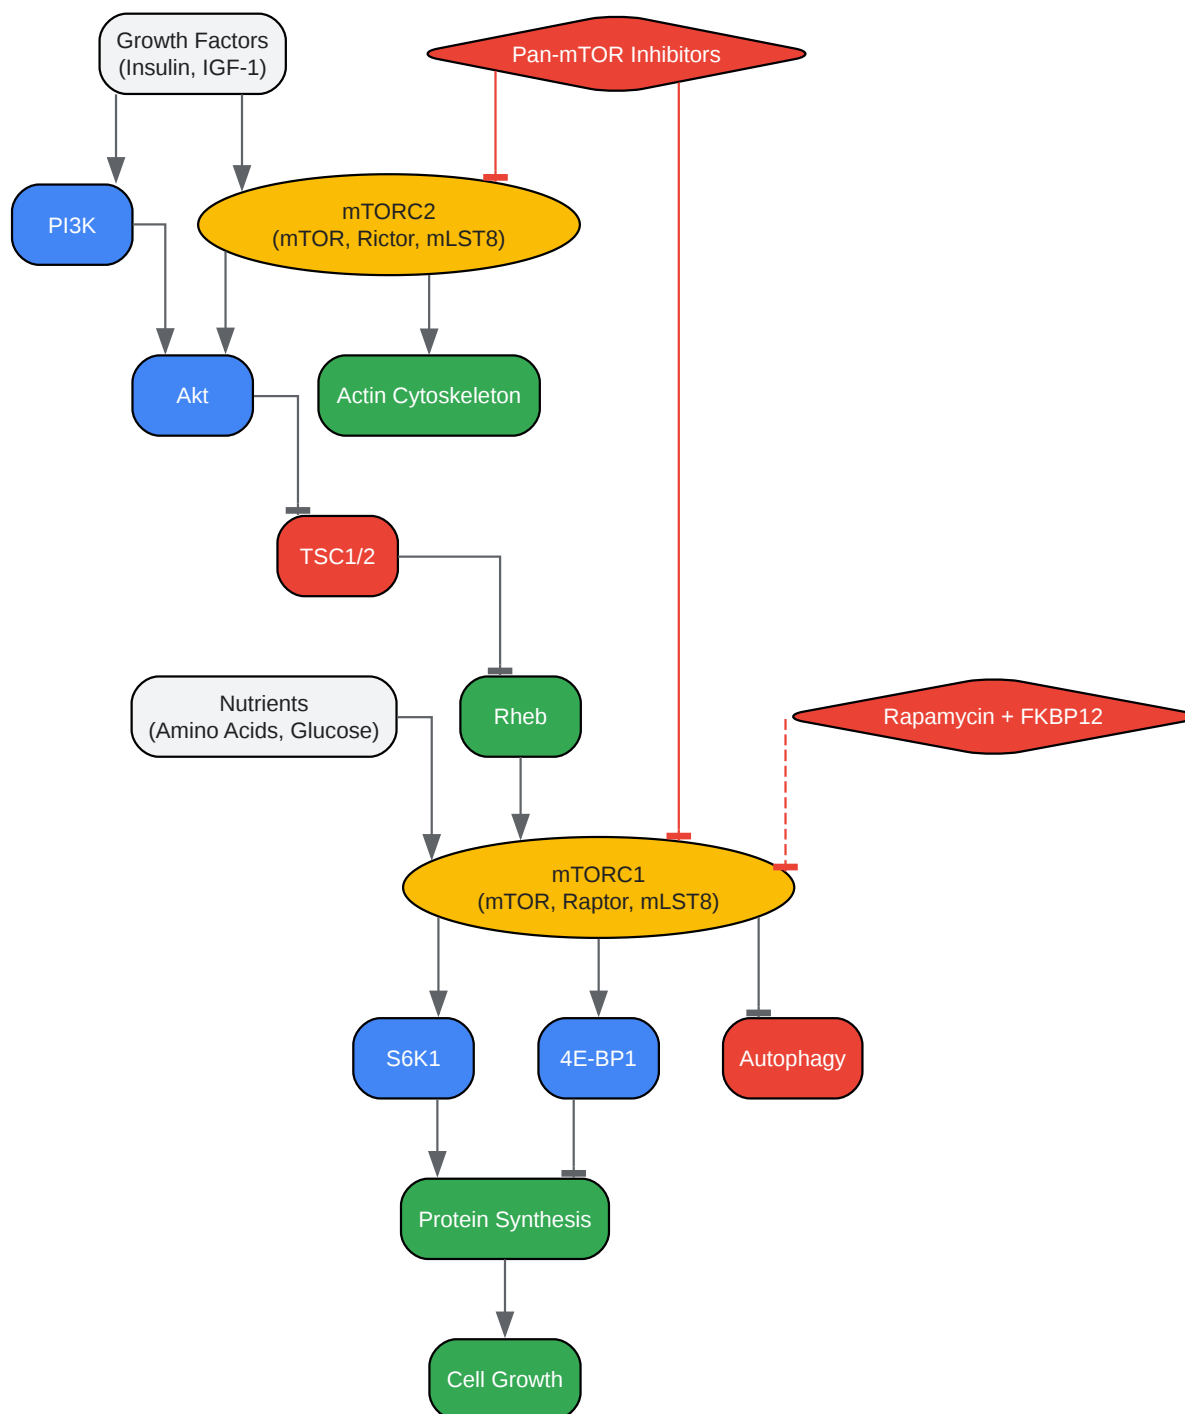 Growth Factors
(Insulin, IGF-1)
Pan-mTOR Inhibitors
PI3K
mTORC2
(mTOR, Rictor, mLST8)
Akt
Actin Cytoskeleton
TSC1/2
Nutrients
(Amino Acids, Glucose)
Rheb
Rapamycin + FKBP12
mTORC1
(mTOR, Raptor, mLST8)
S6K1
4E-BP1
Autophagy
Protein Synthesis
Cell Growth